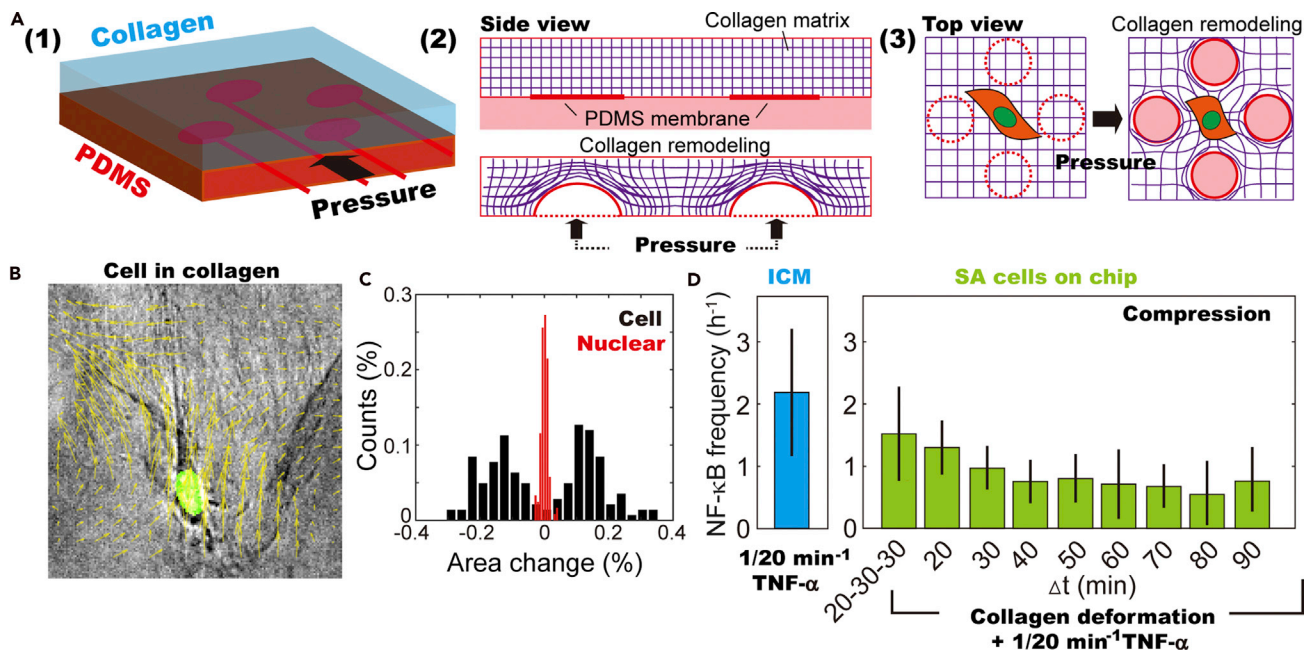 A
(1)
Collagen
PDMS
Pressure
(2)
Side view
Collagen matrix
PDMS membrane
Collagen remodeling
Pressure
(3)
Top view
Collagen remodeling
Pressure
B
Cell in collagen
C
0.3
0.2
0.1
0
Counts (%)
Cell
Nuclear
-0.4
-0.2
0
0.2
0.4
Area change (%)
D
ICM
NF-κB frequency (h⁻¹)
3
2
1
0
1/20 min⁻¹
TNF-α
SA cells on chip
Compression
3
2
1
0
20-30-30
20
30
40
50
60
70
80
90
Δt (min)
Collagen deformation
+ 1/20 min⁻¹TNF-α